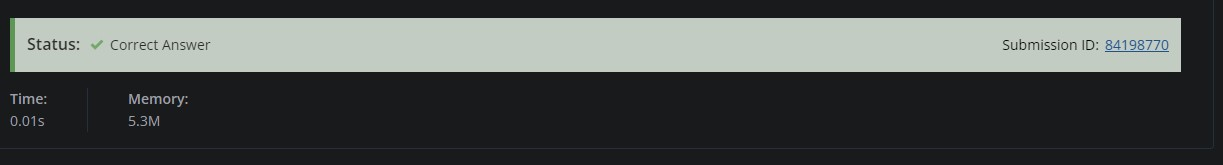 Status: ✔ Correct Answer Submission ID: 84198770
Time: Memory:
0.01s 5.3M